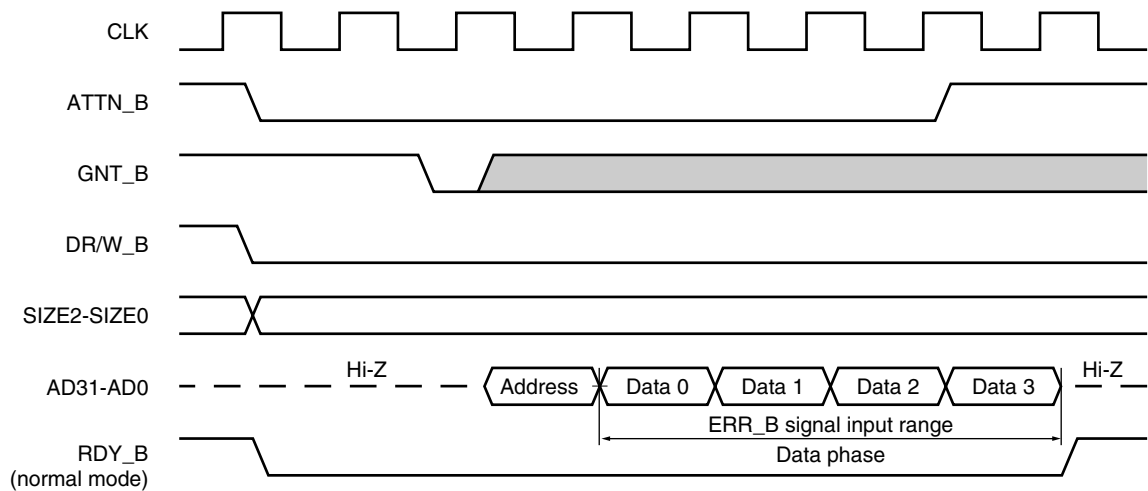 CLK
ATTN_B
GNT_B
DR/W_B
SIZE2-SIZE0
Hi-Z
Hi-Z
AD31-AD0
Address
Data 0
Data 1
Data 2
Data 3
ERR_B signal input range
RDY_B
(normal mode)
Data phase